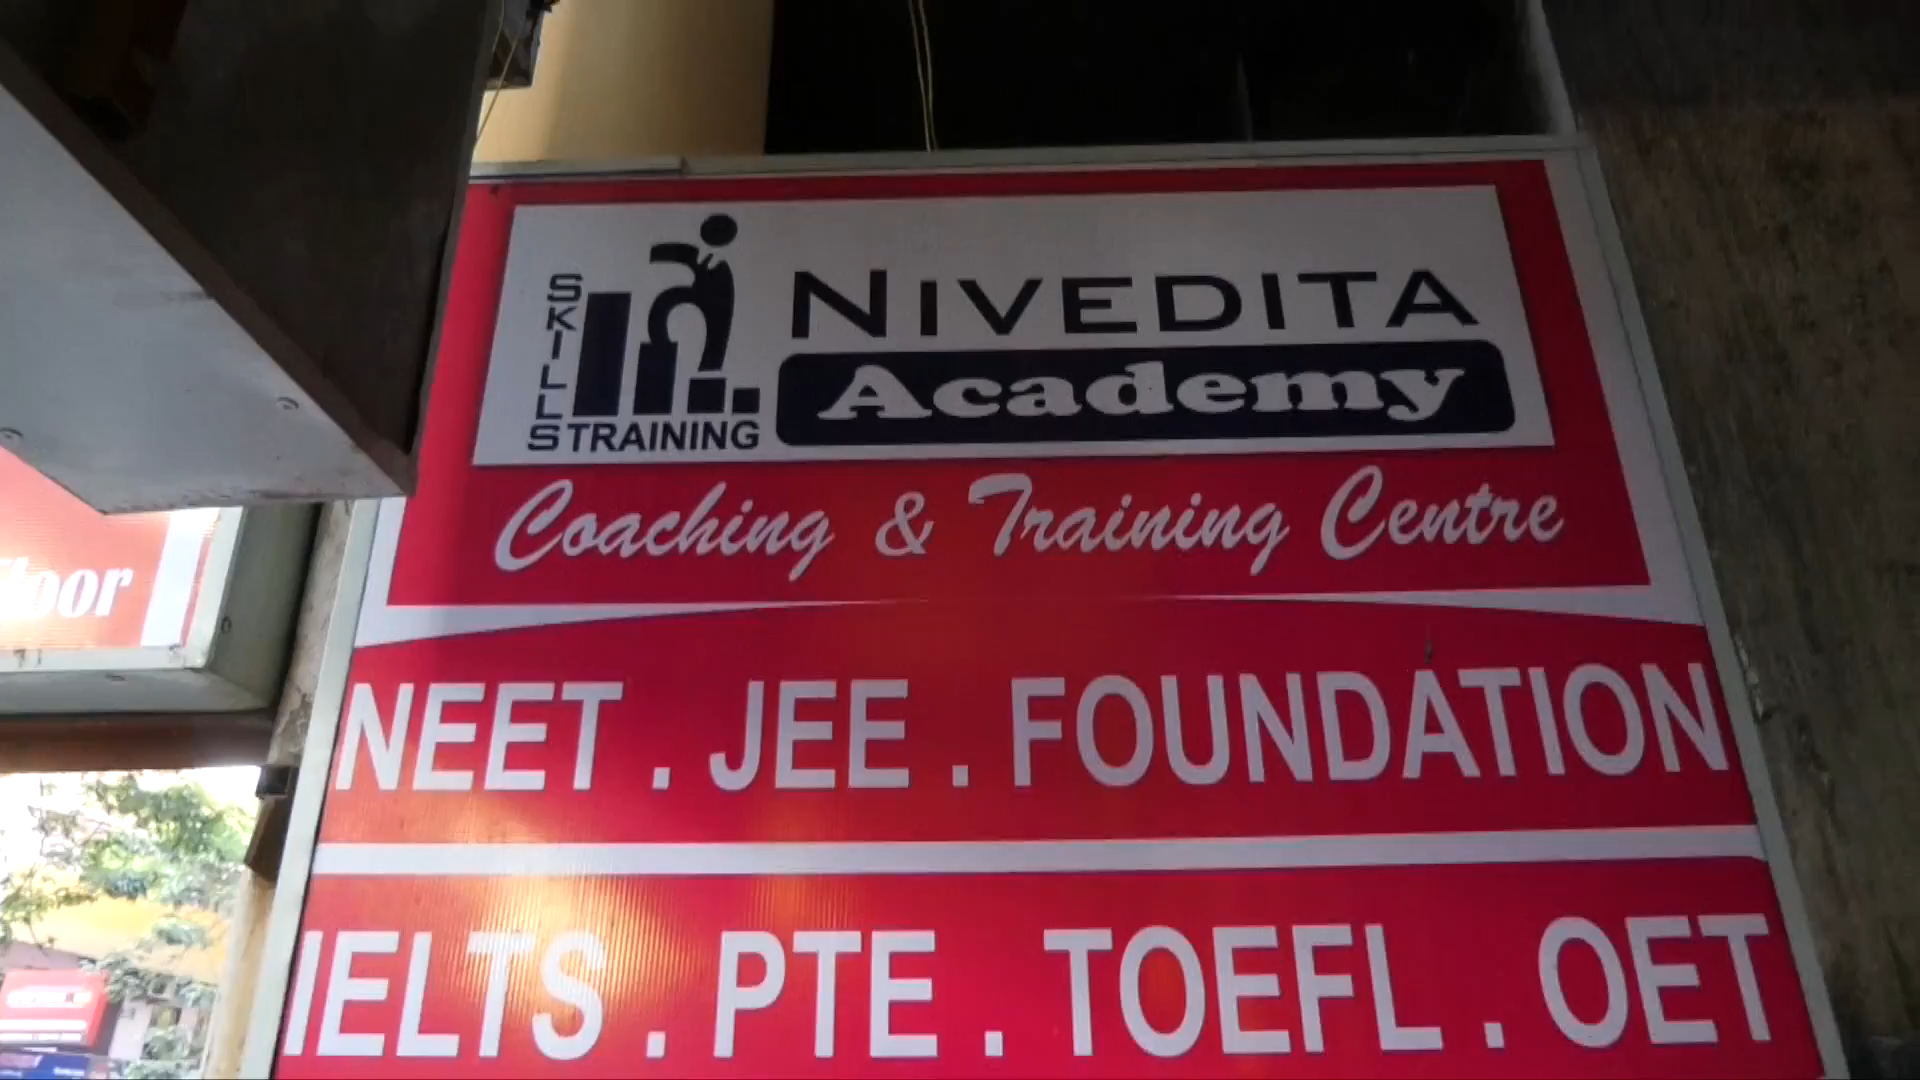 NIVEDITA
Academy
SKILLS
TRAINING
Coaching & Training Centre
NEET . JEE . FOUNDATION
IELTS . PTE . TOEFL . OET